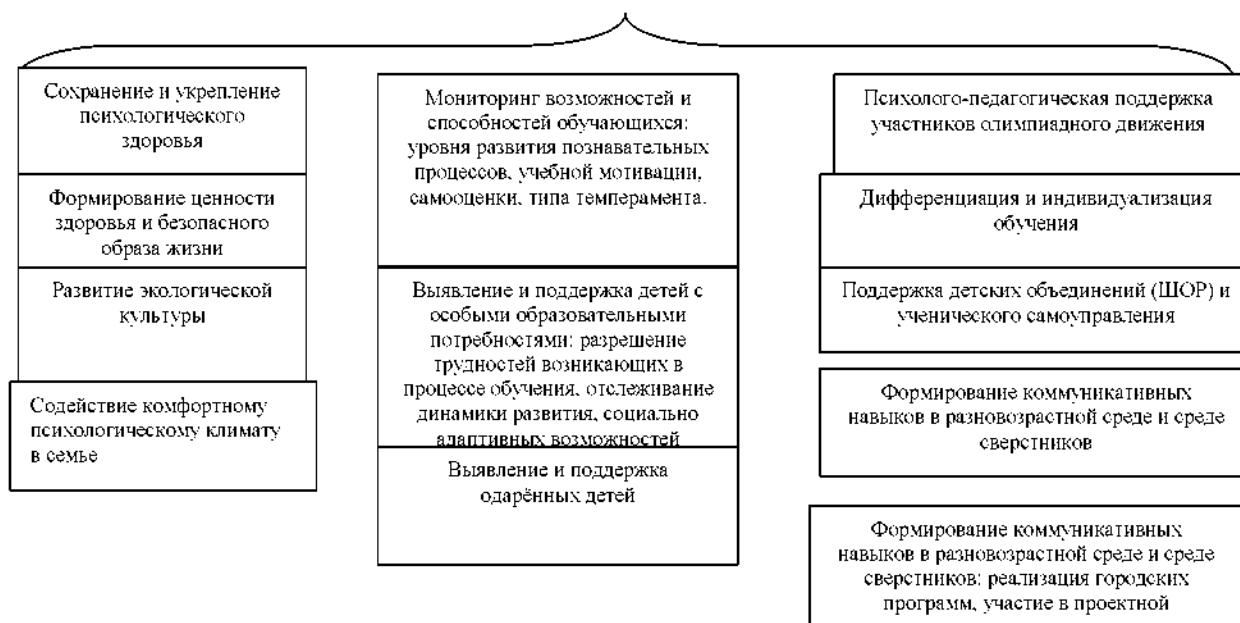 Сохранение и укрепление
психологического
здоровья
Формирование ценности
здоровья и безопасного
образа жизни
Развитие экологической
культуры
Содействие комфортному
психологическому климату
в семье
Мониторинг возможностей и
способностей обучающихся:
уровня развития познавательных
процессов, учебной мотивации,
самооценки, типа темперамента.
Выявление и поддержка детей с
особыми образовательными
потребностями: разрешение
трудностей возникающих в
процессе обучения, отслеживание
динамики развития, социально
адаптивных возможностей
Выявление и поддержка
одарённых детей
Психолого-педагогическая поддержка
участников олимпиадного движения
Дифференциация и индивидуализация
обучения
Поддержка детских объединений (ШОР) и
ученического самоуправления
Формирование коммуникативных
навыков в разновозрастной среде и среде
сверстников
Формирование коммуникативных
навыков в разновозрастной среде и среде
сверстников: реализация городских
программ, участие в проектной